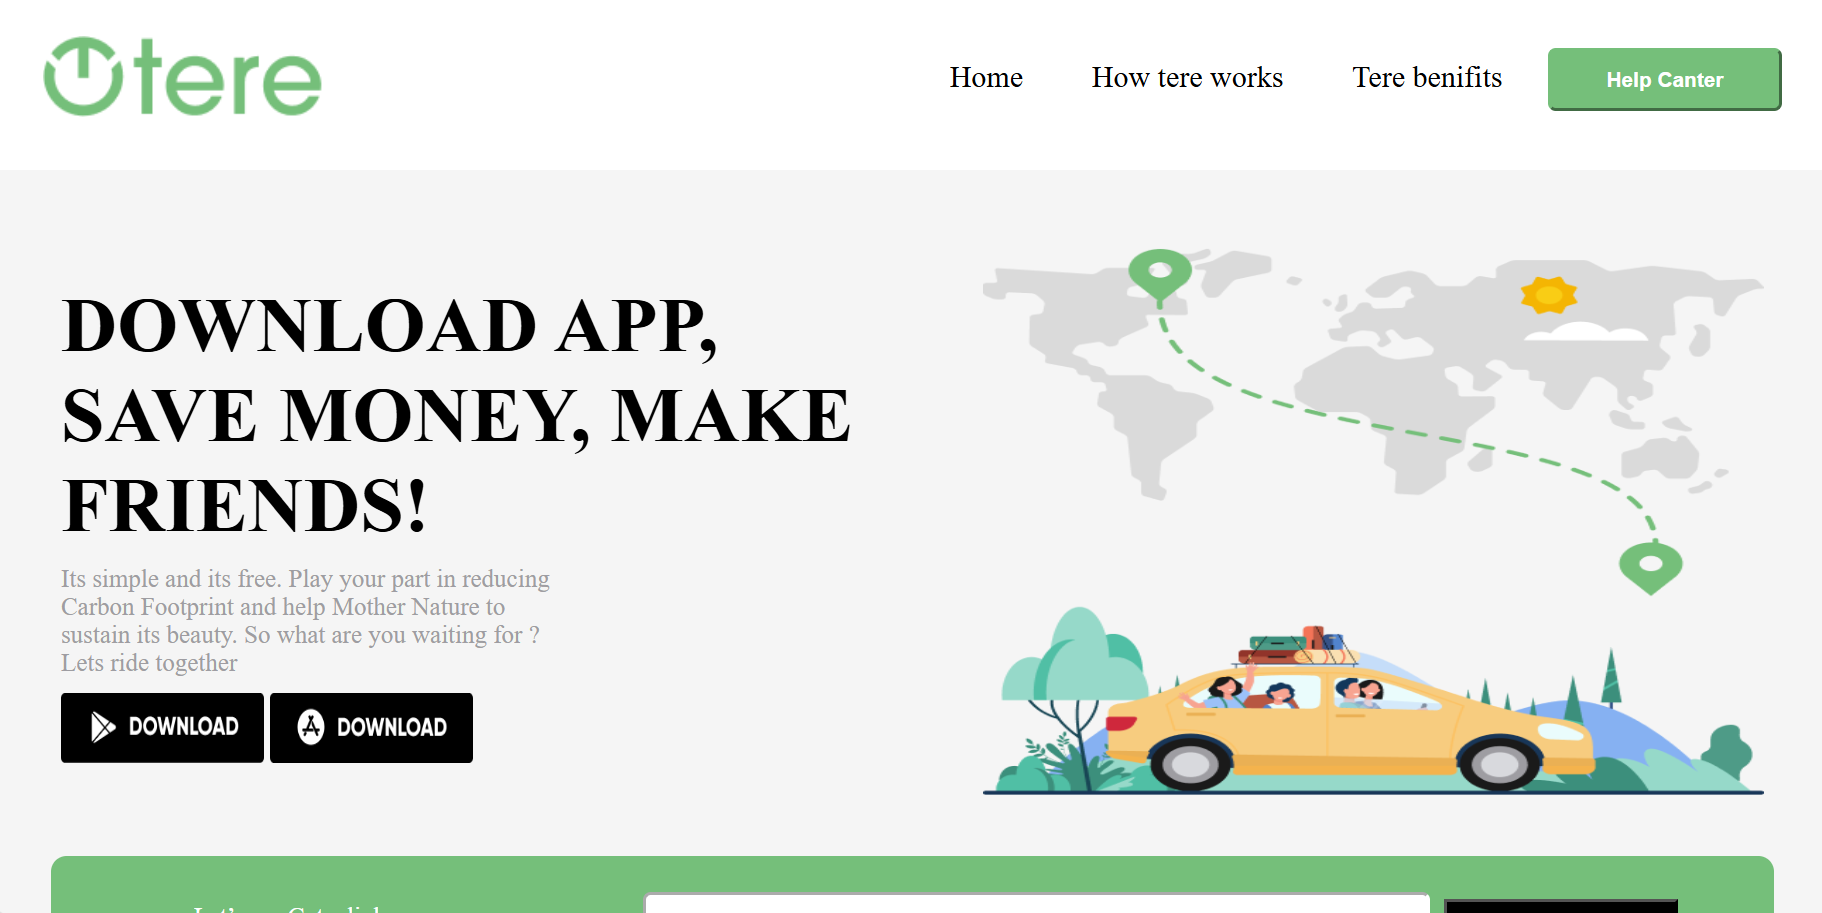 tere
Home
How tere works
Tere benifits
Help Canter
DOWNLOAD APP,
SAVE MONEY, MAKE
FRIENDS!
Its simple and its free. Play your part in reducing
Carbon Footprint and help Mother Nature to
sustain its beauty. So what are you waiting for ?
Lets ride together
DOWNLOAD
DOWNLOAD